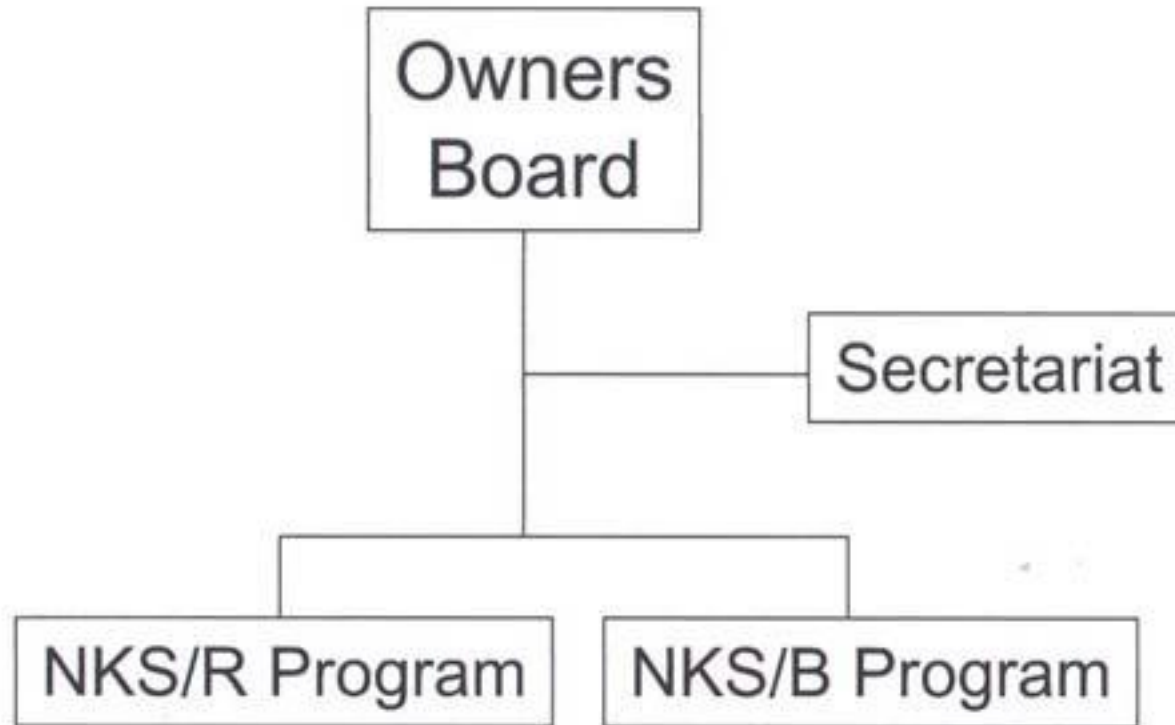 Owners
Board
Secretariat
NKS/R Program
NKS/B Program